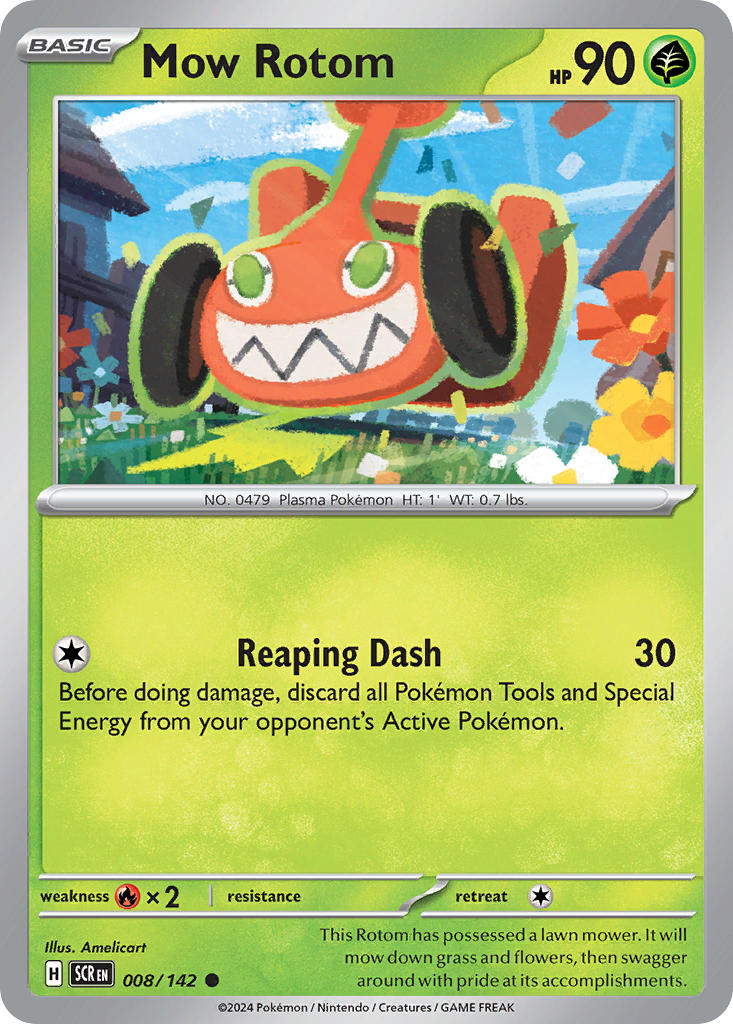 BASIC
Mow Rotom
HP 90
NO. 0479 Plasma Pokémon HT: 1' WT: 0.7 lbs.
Reaping Dash 30
Before doing damage, discard all Pokémon Tools and Special
Energy from your opponent's Active Pokémon.
weakness × 2 resistance retreat
Illus. Amelicart
H SCR EN 008/142
This Rotom has possessed a lawn mower. It will
mow down grass and flowers, then swagger
around with pride at its accomplishments.
©2024 Pokémon / Nintendo / Creatures / GAME FREAK